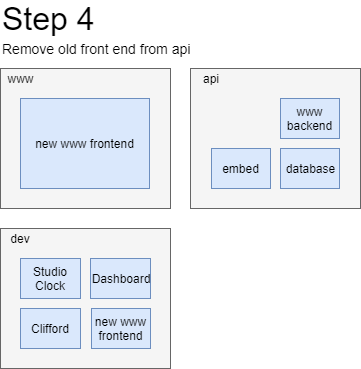 Step 4
Remove old front end from api
www
new www frontend
api
www
backend
embed
database
dev
Studio
Clock
Dashboard
Clifford
new www
frontend